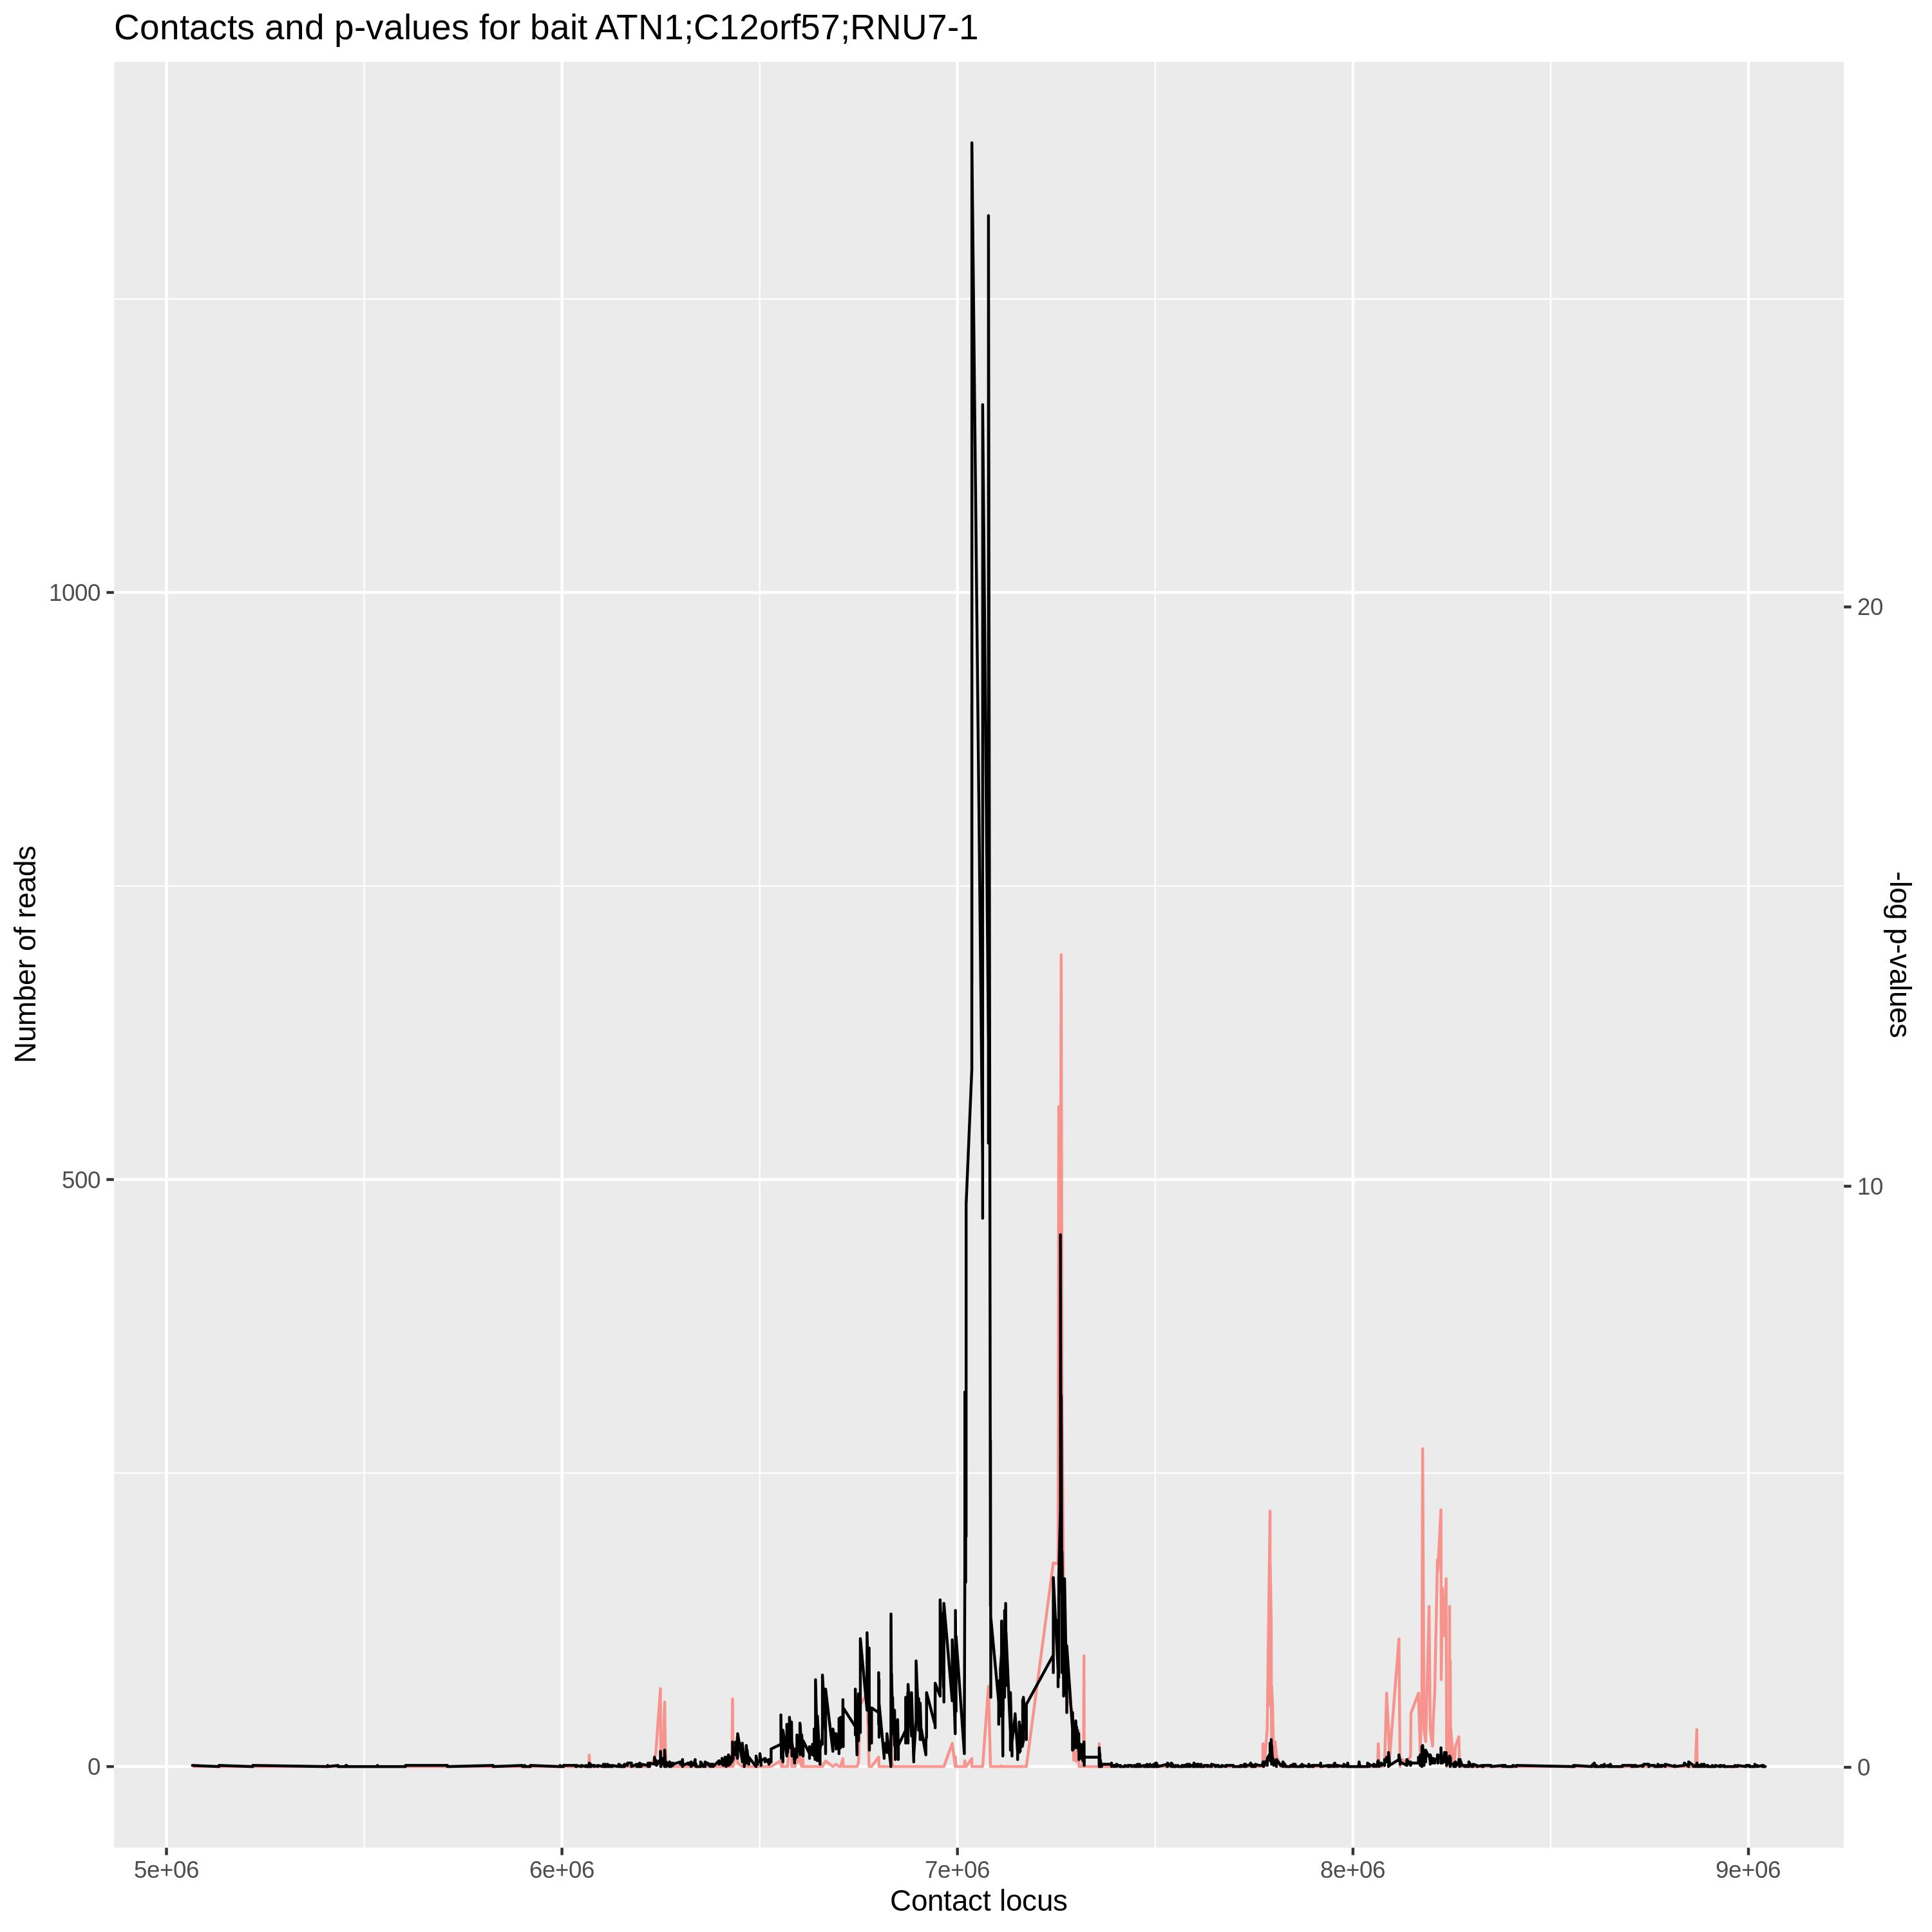 Contacts and p-values for bait ATN1;C12orf57;RNU7-1
1000
500
0
Number of reads
20
10
0
-log p-values
5e+06 6e+06 7e+06 8e+06 9e+06
Contact locus